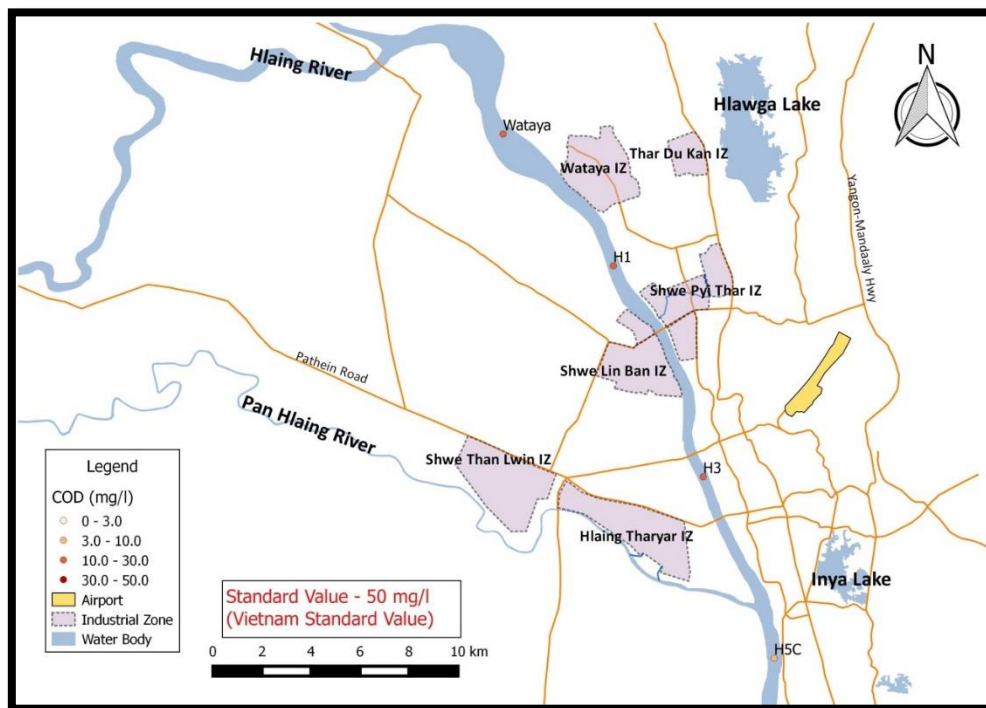 Hlaing River
N
Hlawga Lake
Wataya
Thar Du Kan IZ
Wataya IZ
Yangon-Mandaaly Hwy
H1
Shwe Pyi Thar IZ
Pathein Road
Shwe Lin Ban IZ
Pan Hlaing River
Shwe Than Lwin IZ
H3
Hlaing Tharyar IZ
Inya Lake
H5C
Legend
COD (mg/l)
0 - 3.0
3.0 - 10.0
10.0 - 30.0
30.0 - 50.0
Airport
Industrial Zone
Water Body
Standard Value - 50 mg/l
(Vietnam Standard Value)
0 2 4 6 8 10 km